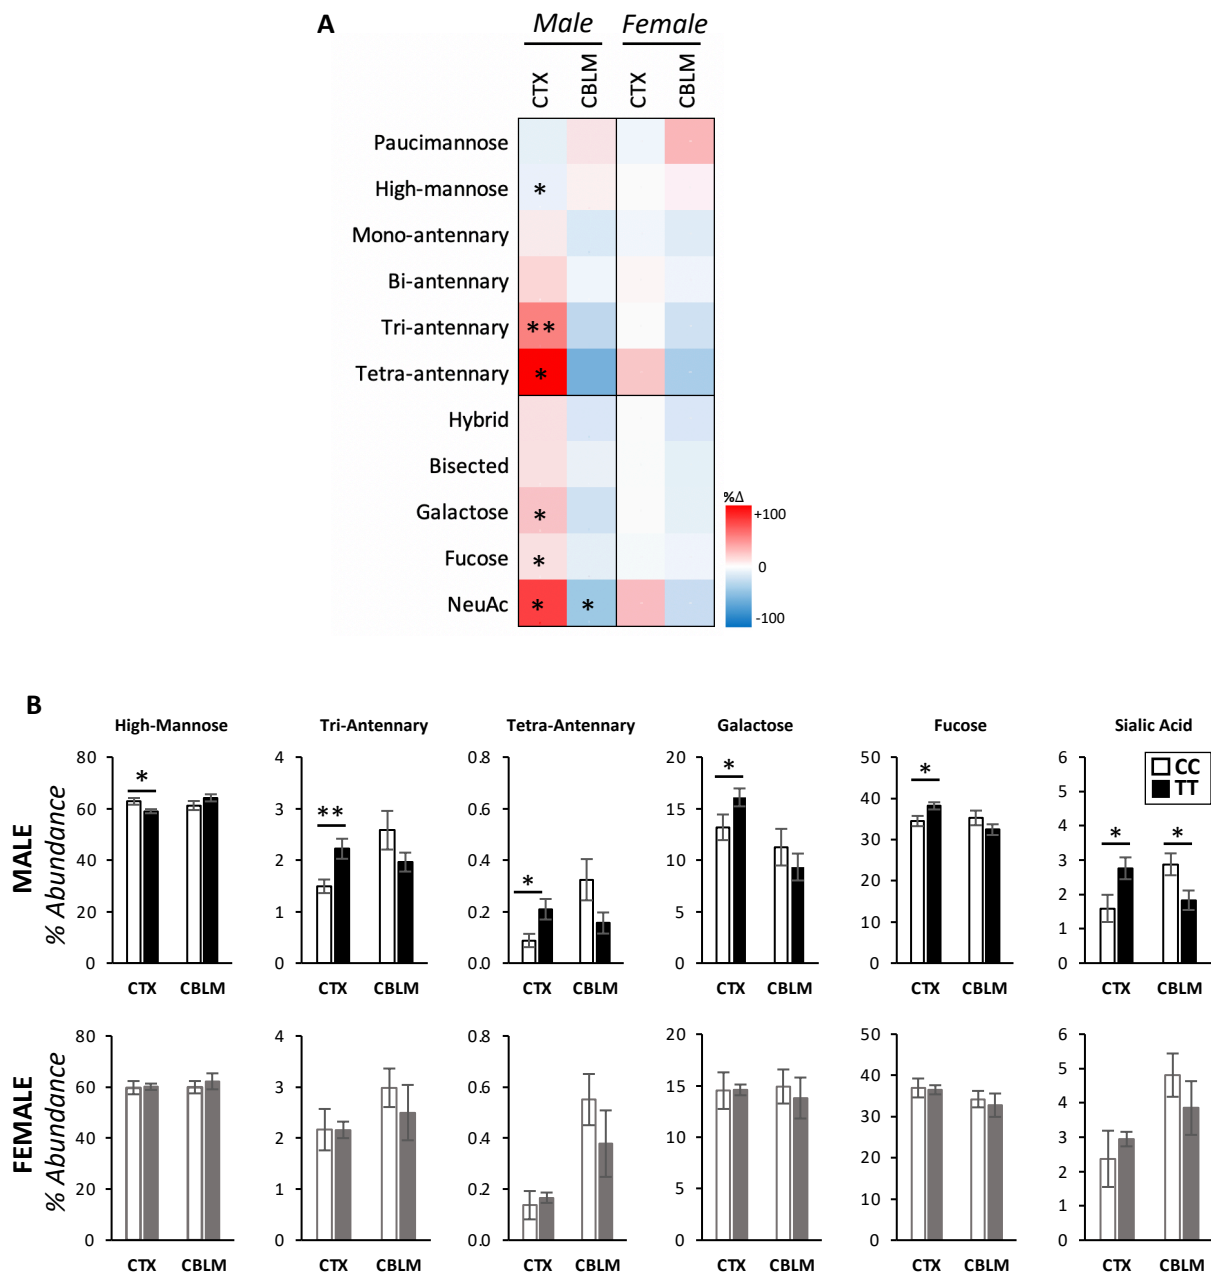 A
Male Female
CTX CBLM CTX CBLM
Paucimannose
High-mannose *
Mono-antennary
Bi-antennary
Tri-antennary **
Tetra-antennary *
Hybrid
Bisected
Galactose *
Fucose *
NeuAc * *
%Δ
+100
0
-100
B
High-Mannose Tri-Antennary Tetra-Antennary Galactose Fucose Sialic Acid
MALE
% Abundance
80
60
40
20
0
*
CTX CBLM
4
3
2
1
0
**
CTX CBLM
0.8
0.6
0.4
0.2
0.0
*
CTX CBLM
20
15
10
5
0
*
CTX CBLM
50
40
30
20
10
0
*
CTX CBLM
6
5
4
3
2
1
0
* *
CTX CBLM
CC
TT
FEMALE
% Abundance
80
60
40
20
0
CTX CBLM
4
3
2
1
0
CTX CBLM
0.8
0.6
0.4
0.2
0.0
CTX CBLM
20
15
10
5
0
CTX CBLM
50
40
30
20
10
0
CTX CBLM
6
5
4
3
2
1
0
CTX CBLM